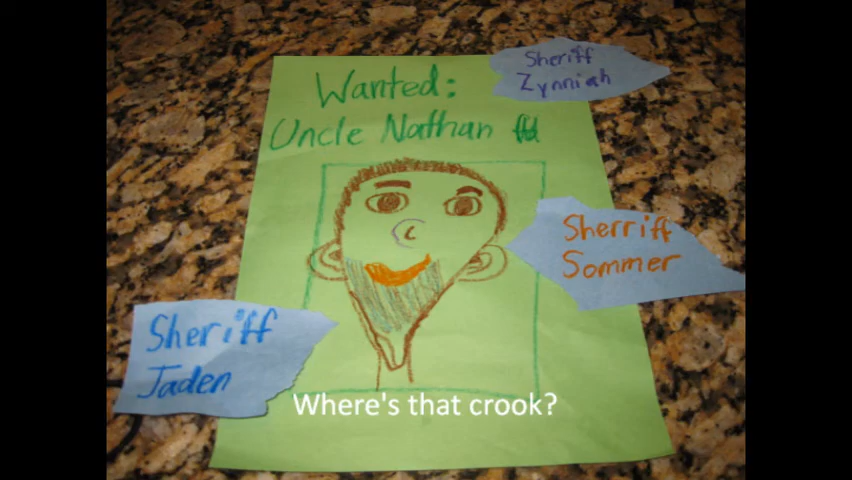 Sheriff
Zynniah
Wanted:
Uncle Nathan
Sherriff
Sommer
Sheriff
Jaden
Where's that crook?